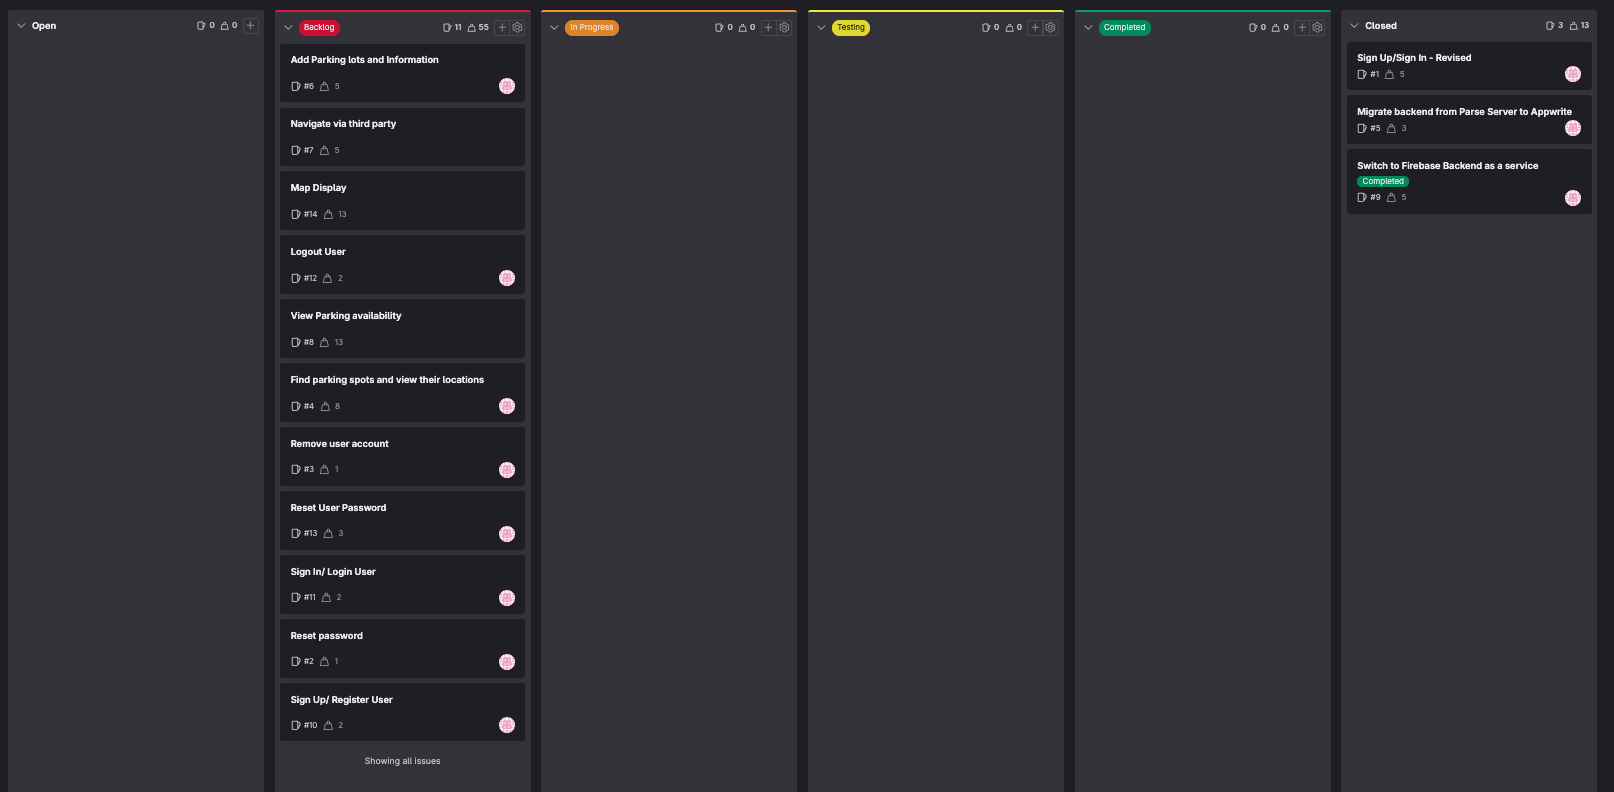 Open 0 0
Backlog 11 55
Add Parking lots and Information
#6 5
Navigate via third party
#7 5
Map Display
#14 13
Logout User
#12 2
View Parking availability
#8 13
Find parking spots and view their locations
#4 8
Remove user account
#3 1
Reset User Password
#13 3
Sign In/ Login User
#11 2
Reset password
#2 1
Sign Up/ Register User
#10 2
Showing all issues
In Progress 0 0
Testing 0 0
Completed 0 0
Closed 3 13
Sign Up/Sign In - Revised
#1 5
Migrate backend from Parse Server to Appwrite
#5 3
Switch to Firebase Backend as a service
Completed
#9 5